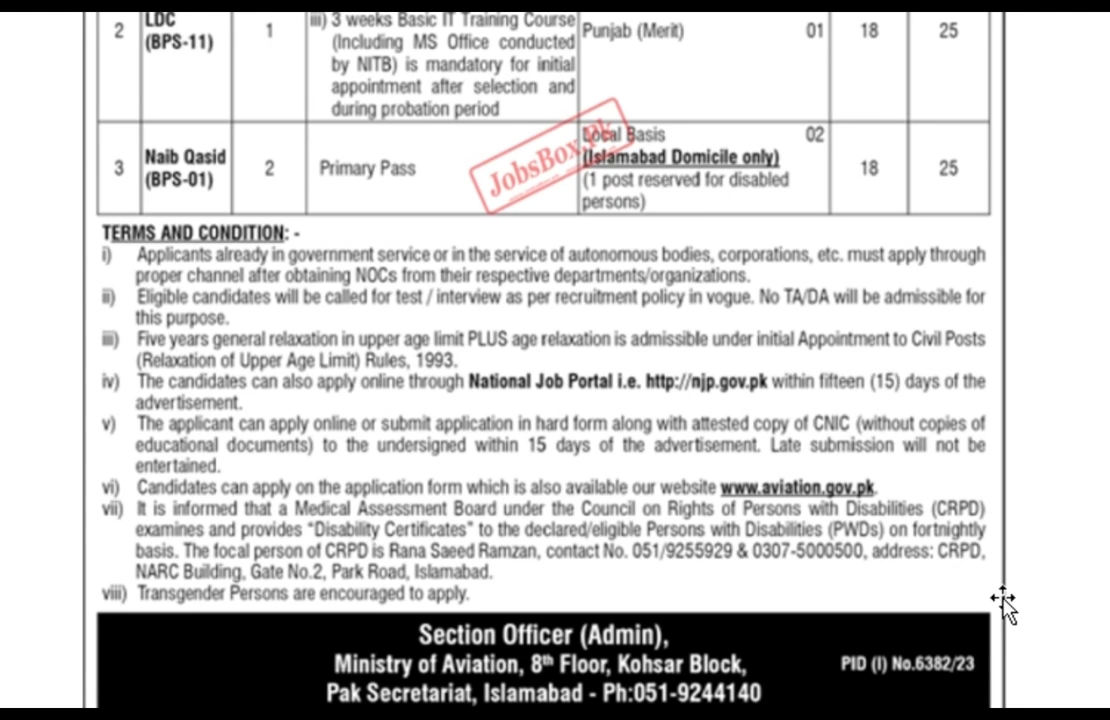 2 LDC (BPS-11) 1 iii) 3 weeks Basic IT Training Course (Including MS Office conducted by NITB) is mandatory for initial appointment after selection and during probation period Punjab (Merit) 01 18 25
3 Naib Qasid (BPS-01) 2 Primary Pass Local Basis (Islamabad Domicile only) (1 post reserved for disabled persons) 02 18 25
JobsBox.Pk
TERMS AND CONDITION: -
i) Applicants already in government service or in the service of autonomous bodies, corporations, etc. must apply through
proper channel after obtaining NOCs from their respective departments/organizations.
ii) Eligible candidates will be called for test / interview as per recruitment policy in vogue. No TA/DA will be admissible for
this purpose.
iii) Five years general relaxation in upper age limit PLUS age relaxation is admissible under initial Appointment to Civil Posts
(Relaxation of Upper Age Limit) Rules, 1993.
iv) The candidates can also apply online through National Job Portal i.e. http://njp.gov.pk within fifteen (15) days of the
advertisement.
v) The applicant can apply online or submit application in hard form along with attested copy of CNIC (without copies of
educational documents) to the undersigned within 15 days of the advertisement. Late submission will not be
entertained.
vi) Candidates can apply on the application form which is also available our website www.aviation.gov.pk.
vii) It is informed that a Medical Assessment Board under the Council on Rights of Persons with Disabilities (CRPD)
examines and provides "Disability Certificates" to the declared/eligible Persons with Disabilities (PWDs) on fortnightly
basis. The focal person of CRPD is Rana Saeed Ramzan, contact No. 051/9255929 & 0307-5000500, address: CRPD,
NARC Building, Gate No.2, Park Road, Islamabad.
viii) Transgender Persons are encouraged to apply.
Section Officer (Admin),
Ministry of Aviation, 8th Floor, Kohsar Block,
Pak Secretariat, Islamabad - Ph:051-9244140
PID (I) No.6382/23